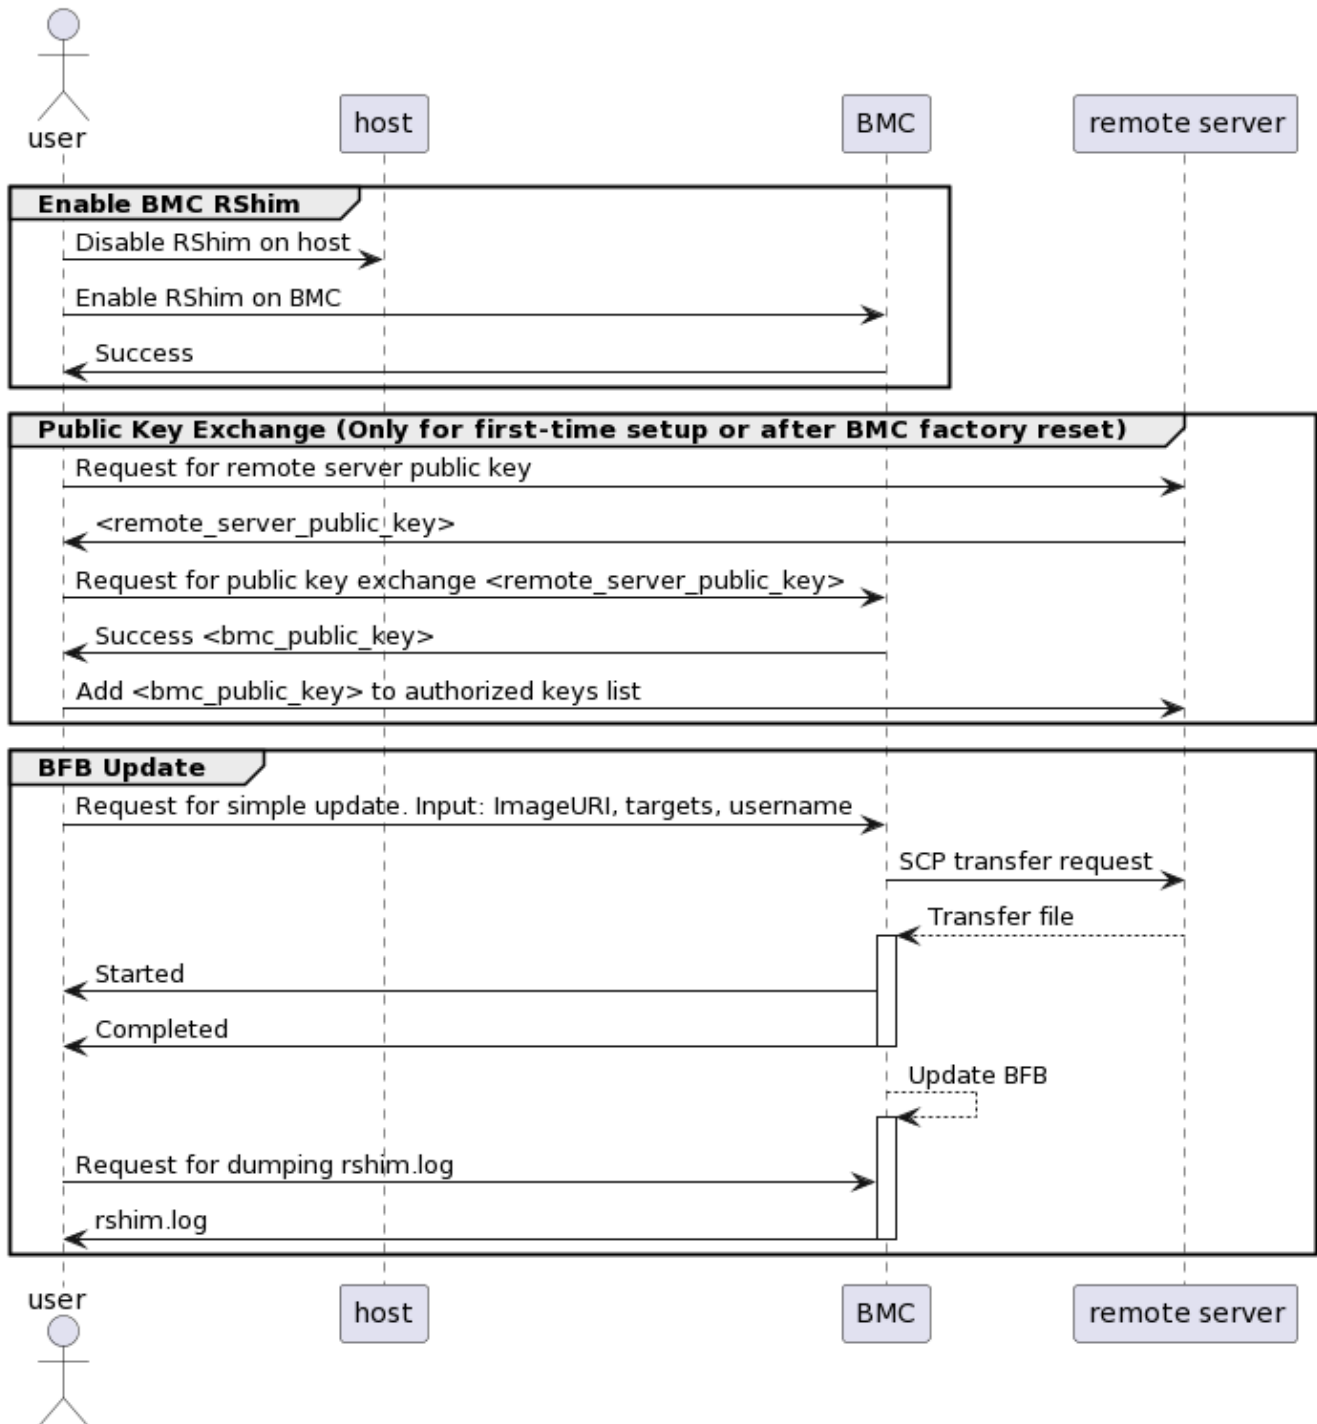 user
host
BMC
remote server
Enable BMC RShim
Disable RShim on host
Enable RShim on BMC
Success
Public Key Exchange (Only for first-time setup or after BMC factory reset)
Request for remote server public key
<remote_server_public_key>
Request for public key exchange <remote_server_public_key>
Success <bmc_public_key>
Add <bmc_public_key> to authorized keys list
BFB Update
Request for simple update. Input: ImageURI, targets, username
SCP transfer request
Transfer file
Started
Completed
Update BFB
Request for dumping rshim.log
rshim.log
user
host
BMC
remote server